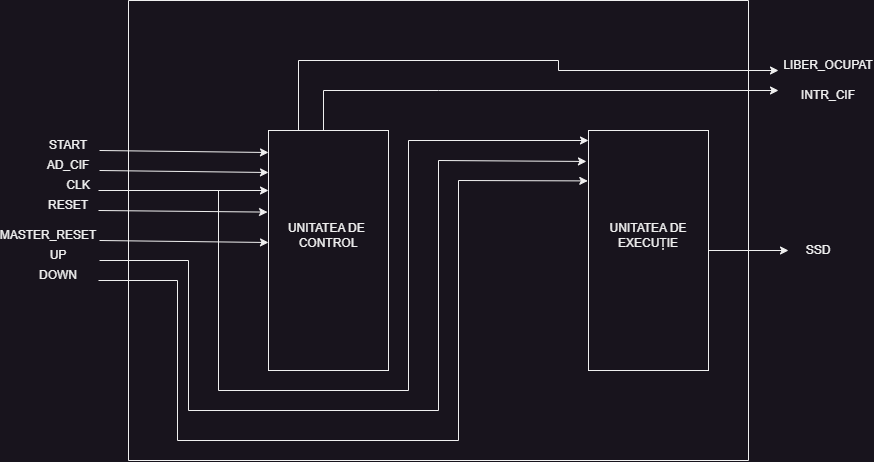 LIBER_OCUPAT
INTR_CIF
START
AD_CIF
CLK
RESET
MASTER_RESET
UP
DOWN
UNITATEA DE
CONTROL
UNITATEA DE
EXECUȚIE
SSD